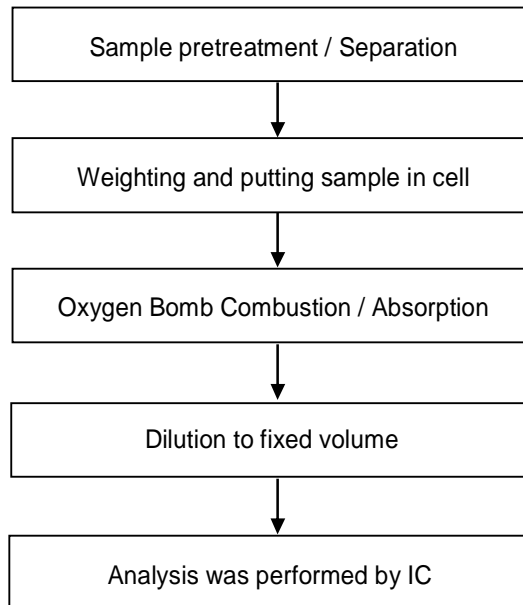 Sample pretreatment / Separation
Weighting and putting sample in cell
Oxygen Bomb Combustion / Absorption
Dilution to fixed volume
Analysis was performed by IC